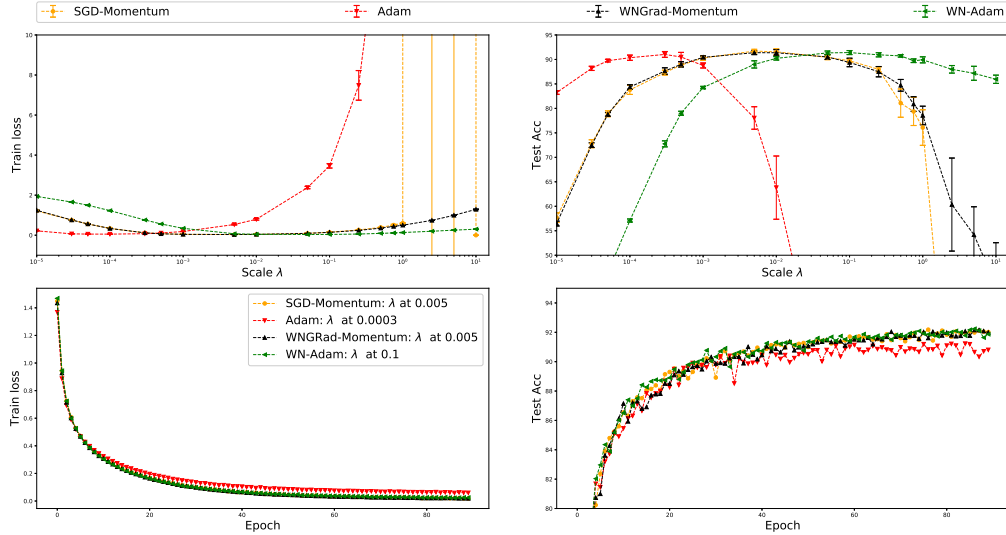 SGD-Momentum Adam WNGrad-Momentum WN-Adam
10
8
6
4
2
0
Train loss
10⁻⁵ 10⁻⁴ 10⁻³ 10⁻² 10⁻¹ 10⁰ 10¹
Scale λ
95
90
85
80
75
70
65
60
55
50
Test Acc
10⁻⁵ 10⁻⁴ 10⁻³ 10⁻² 10⁻¹ 10⁰ 10¹
Scale λ
1.4
1.2
1.0
0.8
0.6
0.4
0.2
0.0
Train loss
SGD-Momentum: λ at 0.005
Adam: λ at 0.0003
WNGrad-Momentum: λ at 0.005
WN-Adam: λ at 0.1
0 20 40 60 80
Epoch
94
92
90
88
86
84
82
80
Test Acc
0 20 40 60 80
Epoch